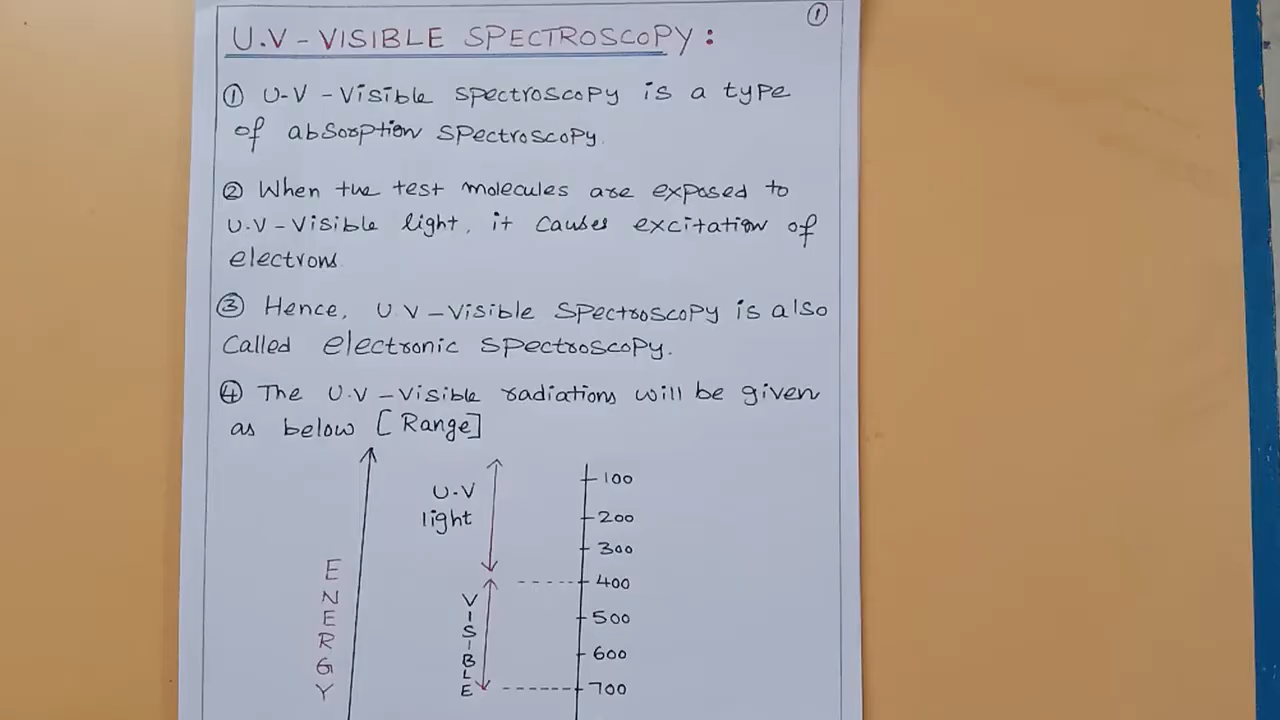 ①
U.V-VISIBLE SPECTROSCOPY:
① U-V-Visible spectroscopy is a type
of absorption spectroscopy.
② When the test molecules are exposed to
U.V-Visible light, it causes excitation of
electrons
③ Hence, U.V-Visible Spectroscopy is also
called electronic spectroscopy.
④ The U.V-Visible radiations will be given
as below [Range]
U.V
light
100
200
300
400
500
600
700
ENERGY
VISIBLE